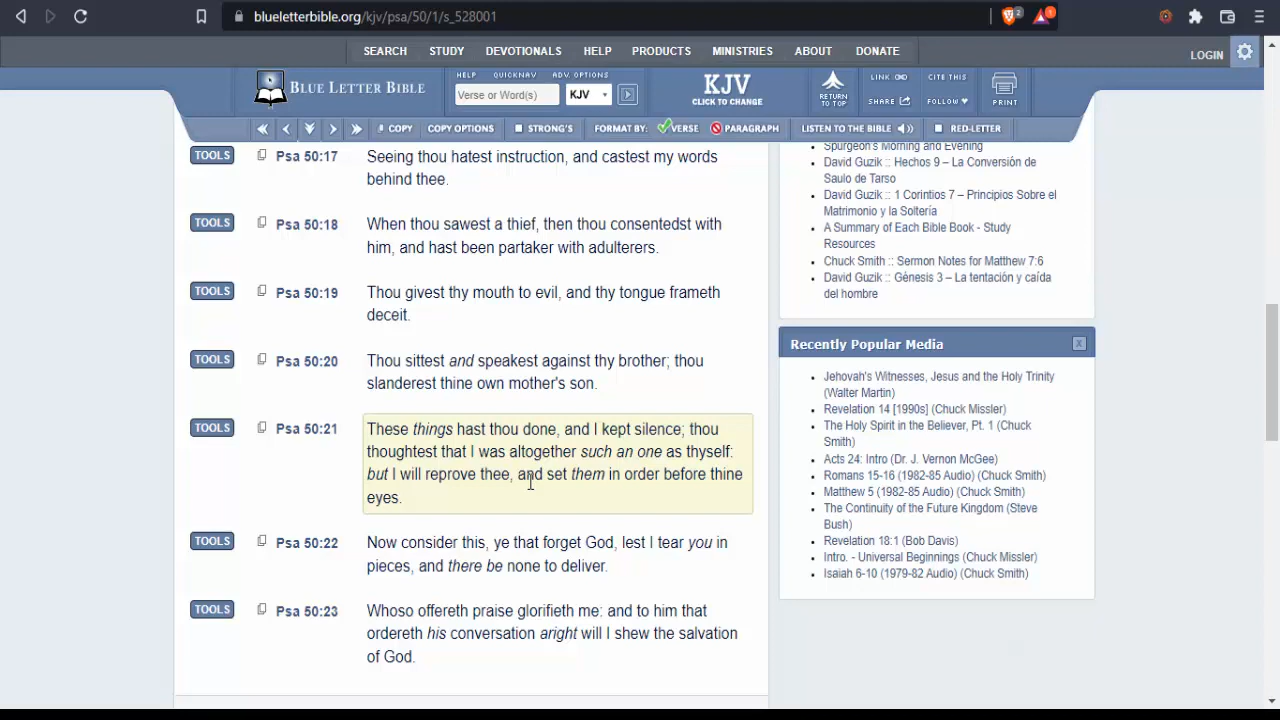 blueletterbible.org/kjv/psa/50/1/s_528001
2
1
SEARCH STUDY DEVOTIONALS HELP PRODUCTS MINISTRIES ABOUT DONATE
LOGIN
BLUE LETTER BIBLE
HELP QUICKNAV ADV. OPTIONS
Verse or Word(s) KJV
KJV
CLICK TO CHANGE
RETURN
TO TOP
LINK
SHARE
CITE THIS
FOLLOW
PRINT
COPY COPY OPTIONS STRONG'S FORMAT BY: VERSE PARAGRAPH LISTEN TO THE BIBLE RED-LETTER
TOOLS Psa 50:17 Seeing thou hatest instruction, and castest my words
behind thee.
TOOLS Psa 50:18 When thou sawest a thief, then thou consentedst with
him, and hast been partaker with adulterers.
TOOLS Psa 50:19 Thou givest thy mouth to evil, and thy tongue frameth
deceit.
TOOLS Psa 50:20 Thou sittest and speakest against thy brother; thou
slanderest thine own mother's son.
TOOLS Psa 50:21 These things hast thou done, and I kept silence; thou
thoughtest that I was altogether such an one as thyself:
but I will reprove thee, and set them in order before thine
eyes.
TOOLS Psa 50:22 Now consider this, ye that forget God, lest I tear you in
pieces, and there be none to deliver.
TOOLS Psa 50:23 Whoso offereth praise glorifieth me: and to him that
ordereth his conversation aright will I shew the salvation
of God.
Spurgeon's Morning and Evening
David Guzik :: Hechos 9 – La Conversión de
Saulo de Tarso
David Guzik :: 1 Corintios 7 – Principios Sobre el
Matrimonio y la Soltería
A Summary of Each Bible Book - Study
Resources
Chuck Smith :: Sermon Notes for Matthew 7:6
David Guzik :: Génesis 3 – La tentación y caída
del hombre
Recently Popular Media x
Jehovah's Witnesses, Jesus and the Holy Trinity
(Walter Martin)
Revelation 14 [1990s] (Chuck Missler)
The Holy Spirit in the Believer, Pt. 1 (Chuck
Smith)
Acts 24: Intro (Dr. J. Vernon McGee)
Romans 15-16 (1982-85 Audio) (Chuck Smith)
Matthew 5 (1982-85 Audio) (Chuck Smith)
The Continuity of the Future Kingdom (Steve
Bush)
Revelation 18:1 (Bob Davis)
Intro. - Universal Beginnings (Chuck Missler)
Isaiah 6-10 (1979-82 Audio) (Chuck Smith)